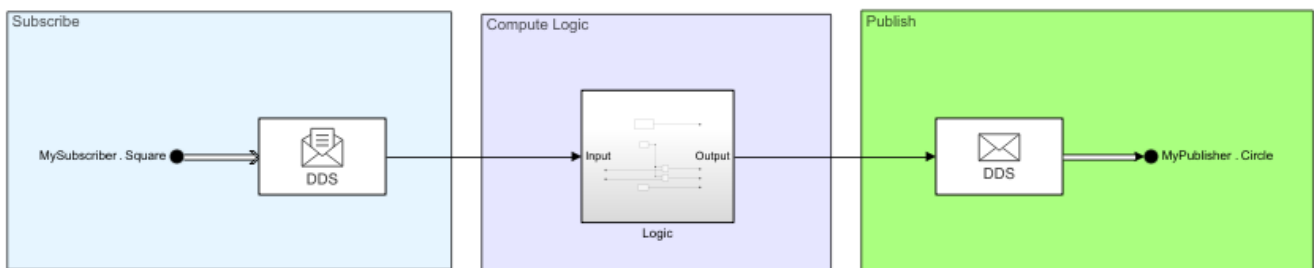 Subscribe
MySubscriber . Square
DDS
Compute Logic
Input
Output
Logic
Publish
DDS
MyPublisher . Circle